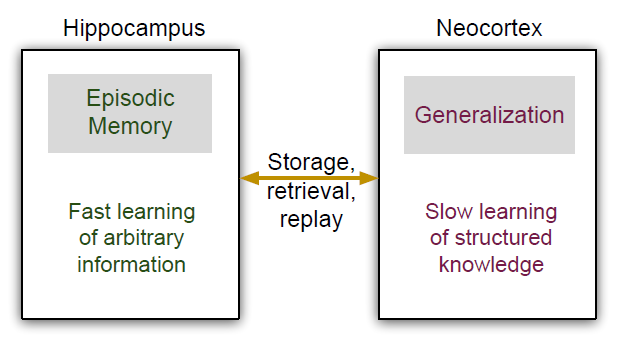 Hippocampus
Episodic
Memory
Fast learning
of arbitrary
information
Storage,
retrieval,
replay
Neocortex
Generalization
Slow learning
of structured
knowledge